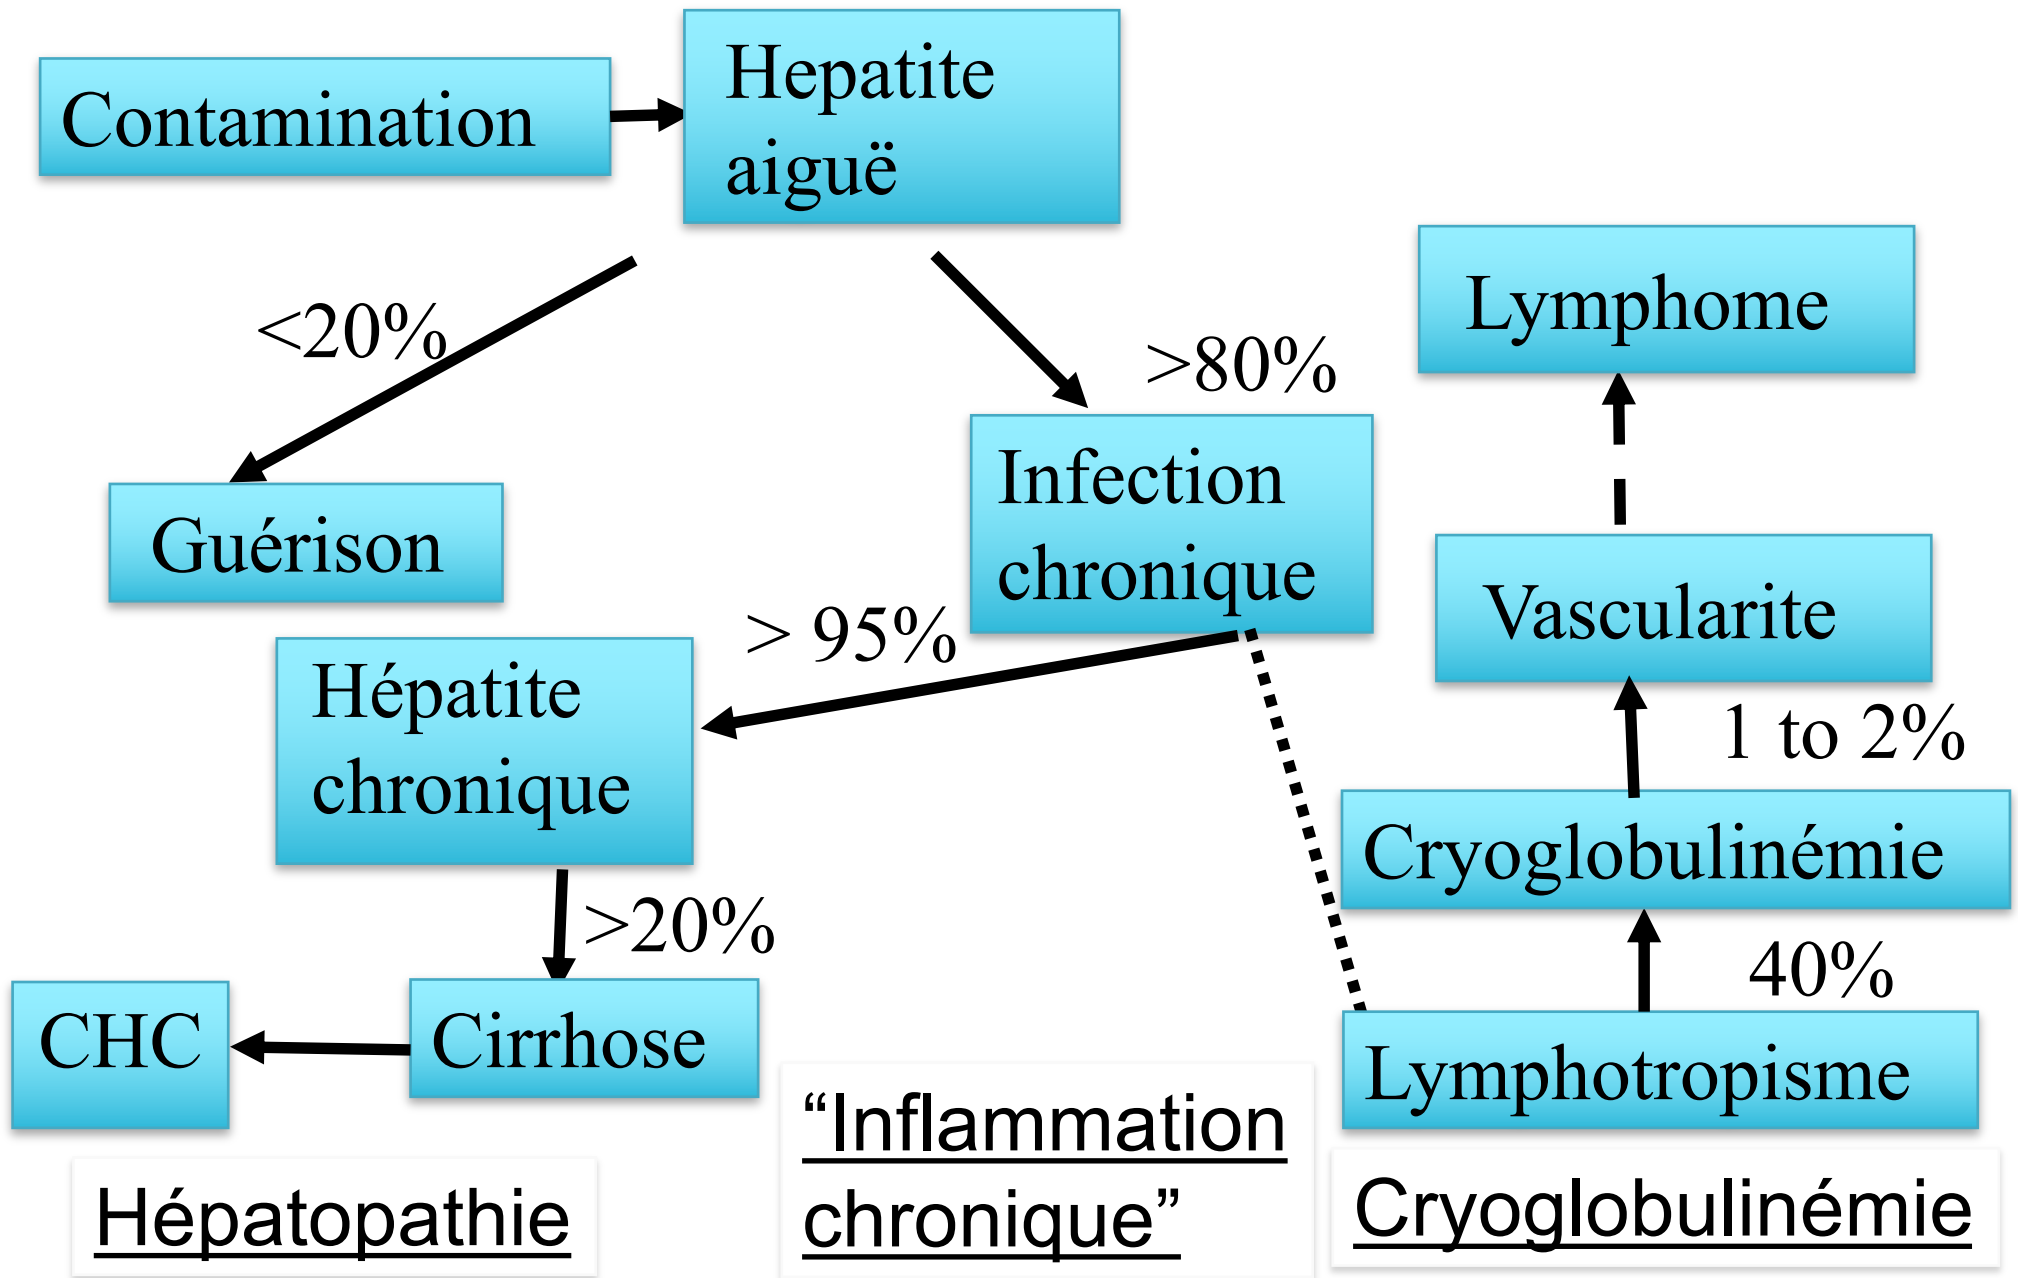 Contamination
Hepatite
aiguë
<20%
>80%
Lymphome
Infection
chronique
Guérison
> 95%
Vascularite
Hépatite
chronique
1 to 2%
Cryoglobulinémie
>20%
40%
CHC
Cirrhose
Lymphotropisme
“Inflammation
chronique”
Hépatopathie
Cryoglobulinémie